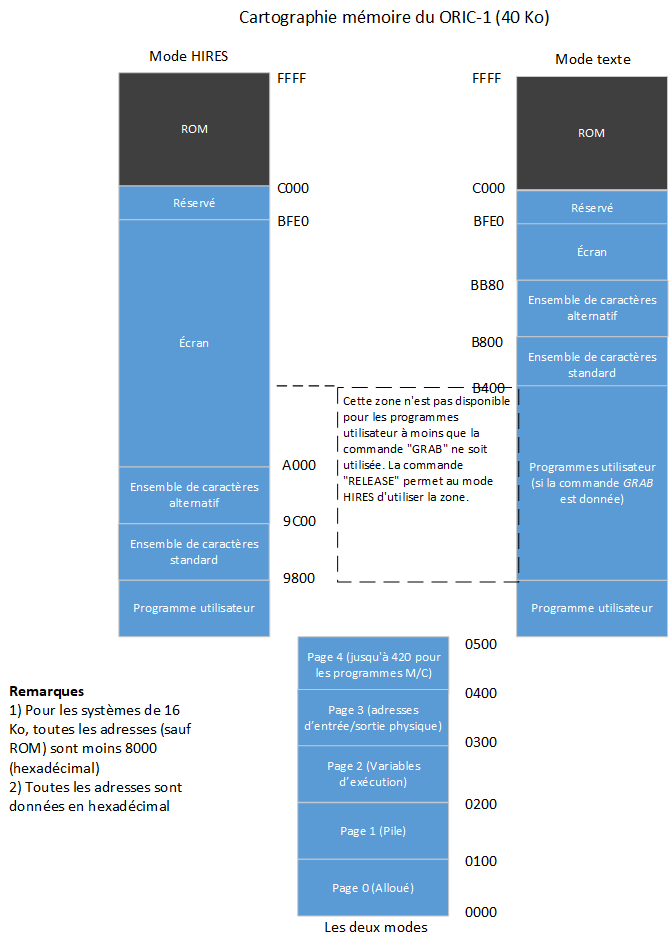 Cartographie mémoire du ORIC-1 (40 Ko)
Mode HIRES
FFFF
ROM
C000
Réservé
BFE0
Écran
A000
Ensemble de caractères
alternatif
9C00
Ensemble de caractères
standard
9800
Programme utilisateur
Mode texte
FFFF
ROM
C000
Réservé
BFE0
Écran
BB80
Ensemble de caractères
alternatif
B800
Ensemble de caractères
standard
B400
Cette zone n'est pas disponible
pour les programmes
utilisateur à moins que la
commande "GRAB" ne soit
utilisée. La commande
"RELEASE" permet au mode
HIRES d'utiliser la zone.
Programmes utilisateur
(si la commande GRAB
est donnée)
Programme utilisateur
0500
Page 4 (jusqu'à 420 pour
les programmes M/C)
0400
Page 3 (adresses
d'entrée/sortie physique)
0300
Page 2 (Variables
d'exécution)
0200
Page 1 (Pile)
0100
Page 0 (Alloué)
0000
Les deux modes
Remarques
1) Pour les systèmes de 16
Ko, toutes les adresses (sauf
ROM) sont moins 8000
(hexadécimal)
2) Toutes les adresses sont
données en hexadécimal